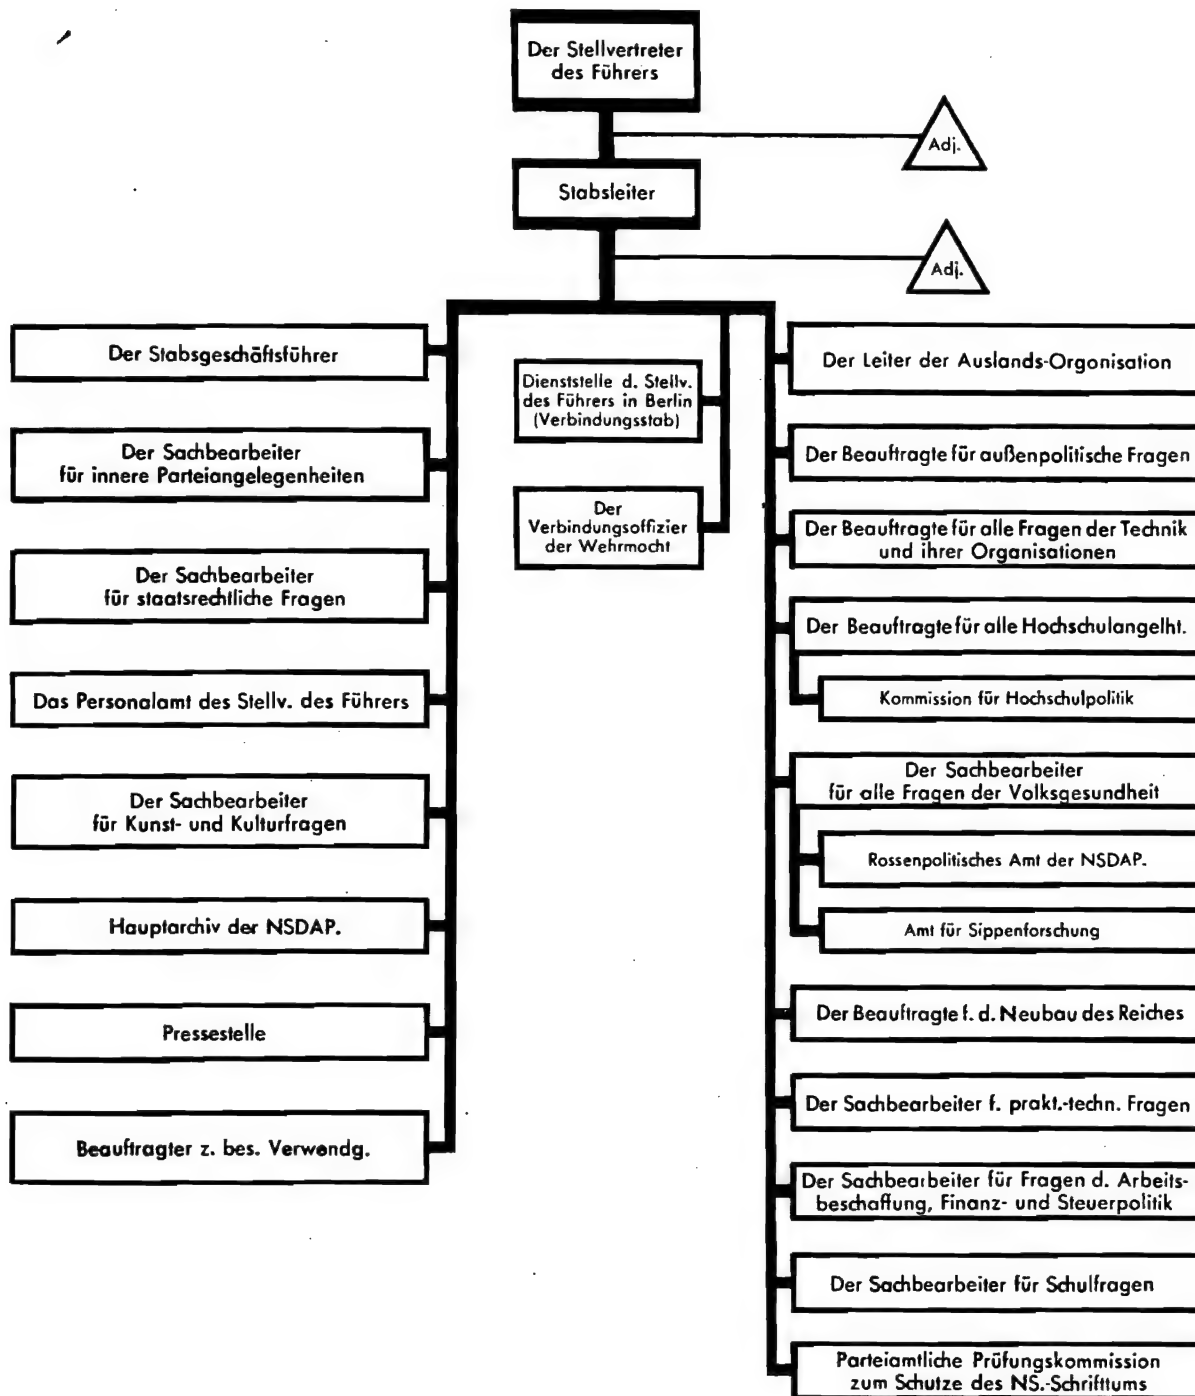 Der Stellvertreter
des Führers
Adj.
Stabsleiter
Adj.
Der Stabsgeschäftsführer
Der Sachbearbeiter
für innere Parteiangelegenheiten
Der Sachbearbeiter
für staatsrechtliche Fragen
Das Personalamt des Stellv. des Führers
Der Sachbearbeiter
für Kunst- und Kulturfragen
Hauptarchiv der NSDAP.
Pressestelle
Beauftragter z. bes. Verwendg.
Dienststelle d. Stellv.
des Führers in Berlin
(Verbindungsstab)
Der
Verbindungsoffizier
der Wehrmocht
Der Leiter der Auslands-Orgonisation
Der Beauftragte für außenpolitische Fragen
Der Beauftragte für alle Fragen der Technik
und ihrer Organisationen
Der Beauftragte für alle Hochschulangelht.
Kommission für Hochschulpolitik
Der Sachbearbeiter
für alle Fragen der Volksgesundheit
Rossenpolitisches Amt der NSDAP.
Amt für Sippenforschung
Der Beauftragte f. d. Neubau des Reiches
Der Sachbearbeiter f. prakt.-techn. Fragen
Der Sachbearbeiter für Fragen d. Arbeits-
beschaffung, Finanz- und Steuerpolitik
Der Sachbearbeiter für Schulfragen
Parteiamtliche Prüfungskommission
zum Schutze des NS.-Schrifttums